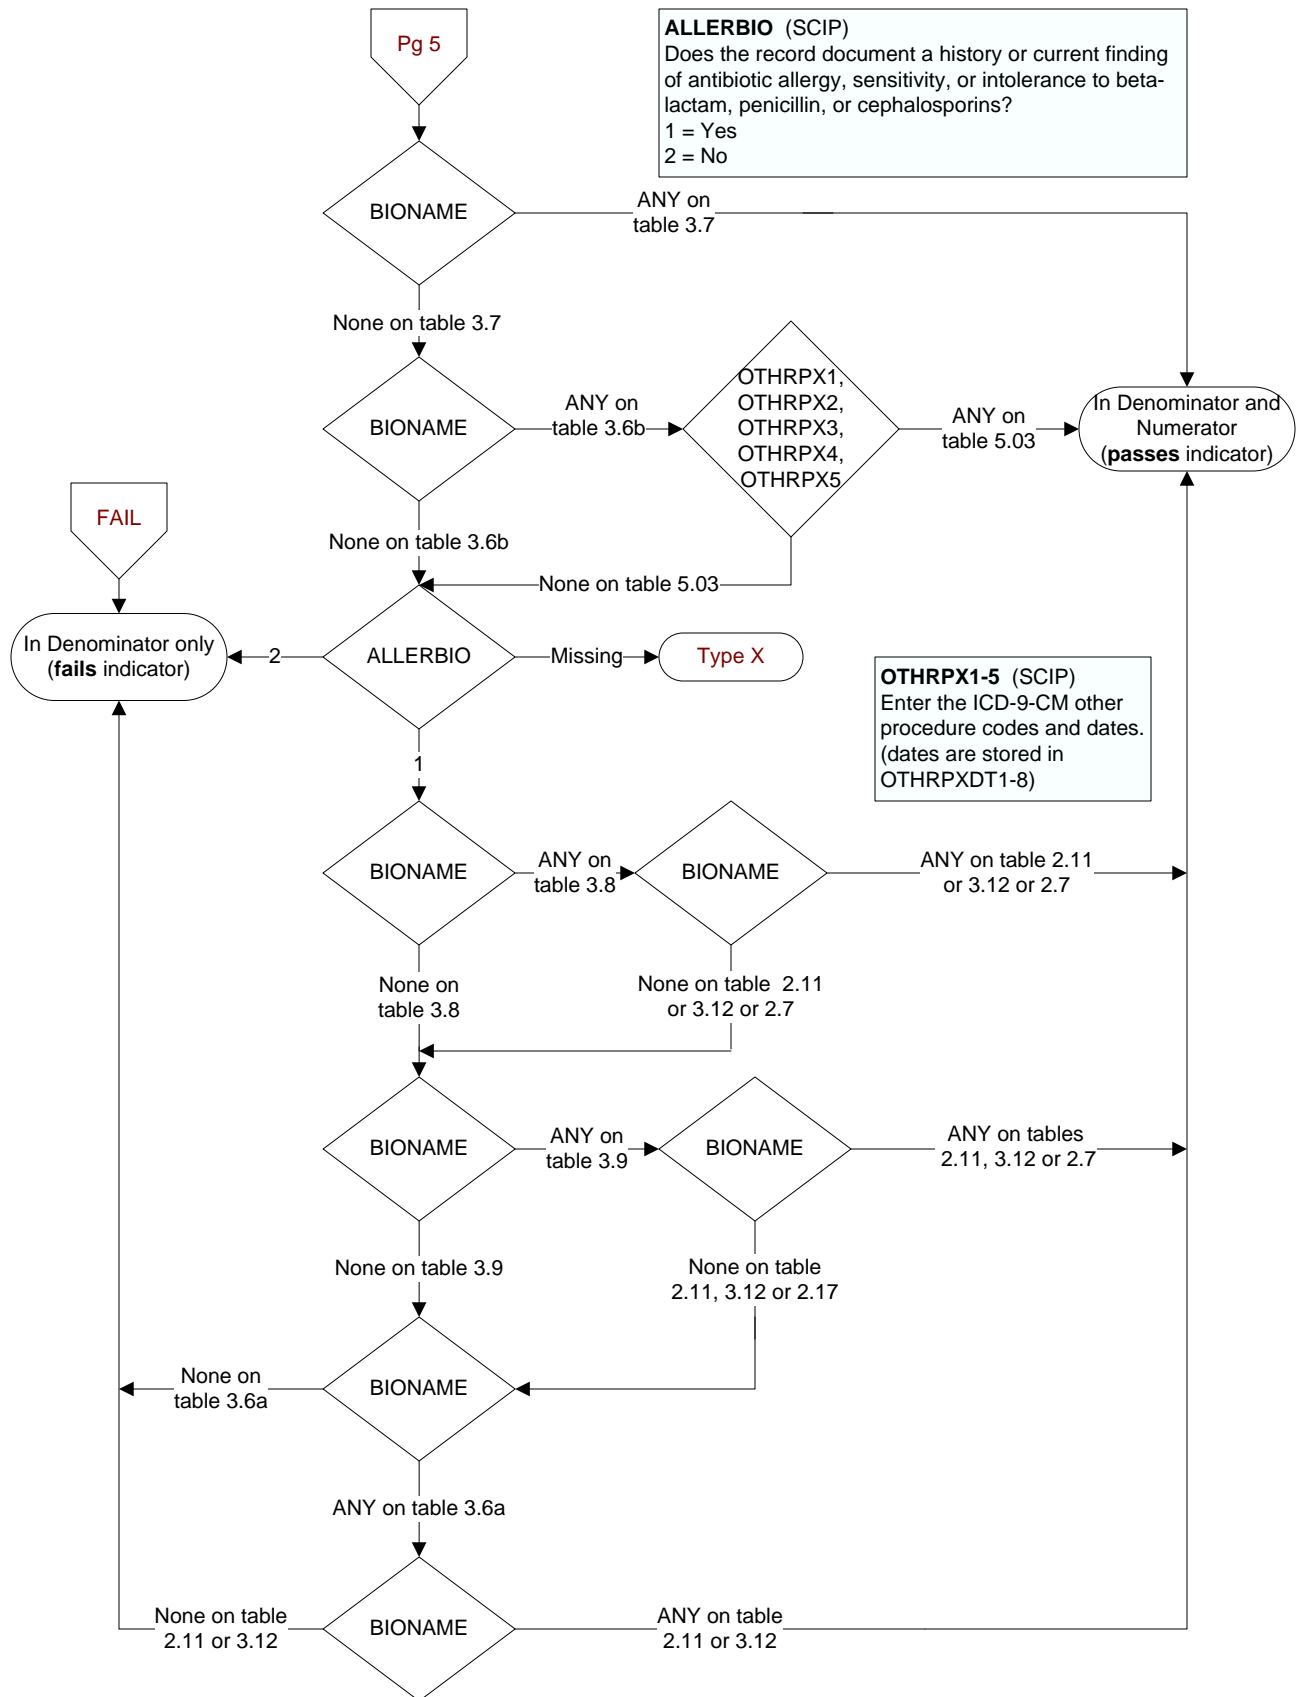 Pg 5
ALLERBIO (SCIP)
Does the record document a history or current finding
of antibiotic allergy, sensitivity, or intolerance to beta-
lactam, penicillin, or cephalosporins?
1 = Yes
2 = No
BIONAME
ANY on
table 3.7
None on table 3.7
BIONAME
ANY on
table 3.6b
OTHRPX1,
OTHRPX2,
OTHRPX3,
OTHRPX4,
OTHRPX5
ANY on
table 5.03
In Denominator and
Numerator
(passes indicator)
FAIL
None on table 3.6b
None on table 5.03
In Denominator only
(fails indicator)
2
ALLERBIO
Missing
Type X
OTHRPX1-5 (SCIP)
Enter the ICD-9-CM other
procedure codes and dates.
(dates are stored in
OTHRPXDT1-8)
1
BIONAME
ANY on
table 3.8
BIONAME
ANY on table 2.11
or 3.12 or 2.7
None on
table 3.8
None on table 2.11
or 3.12 or 2.7
BIONAME
ANY on
table 3.9
BIONAME
ANY on tables
2.11, 3.12 or 2.7
None on table 3.9
None on table
2.11, 3.12 or 2.17
None on
table 3.6a
BIONAME
ANY on table 3.6a
None on table
2.11 or 3.12
BIONAME
ANY on table
2.11 or 3.12